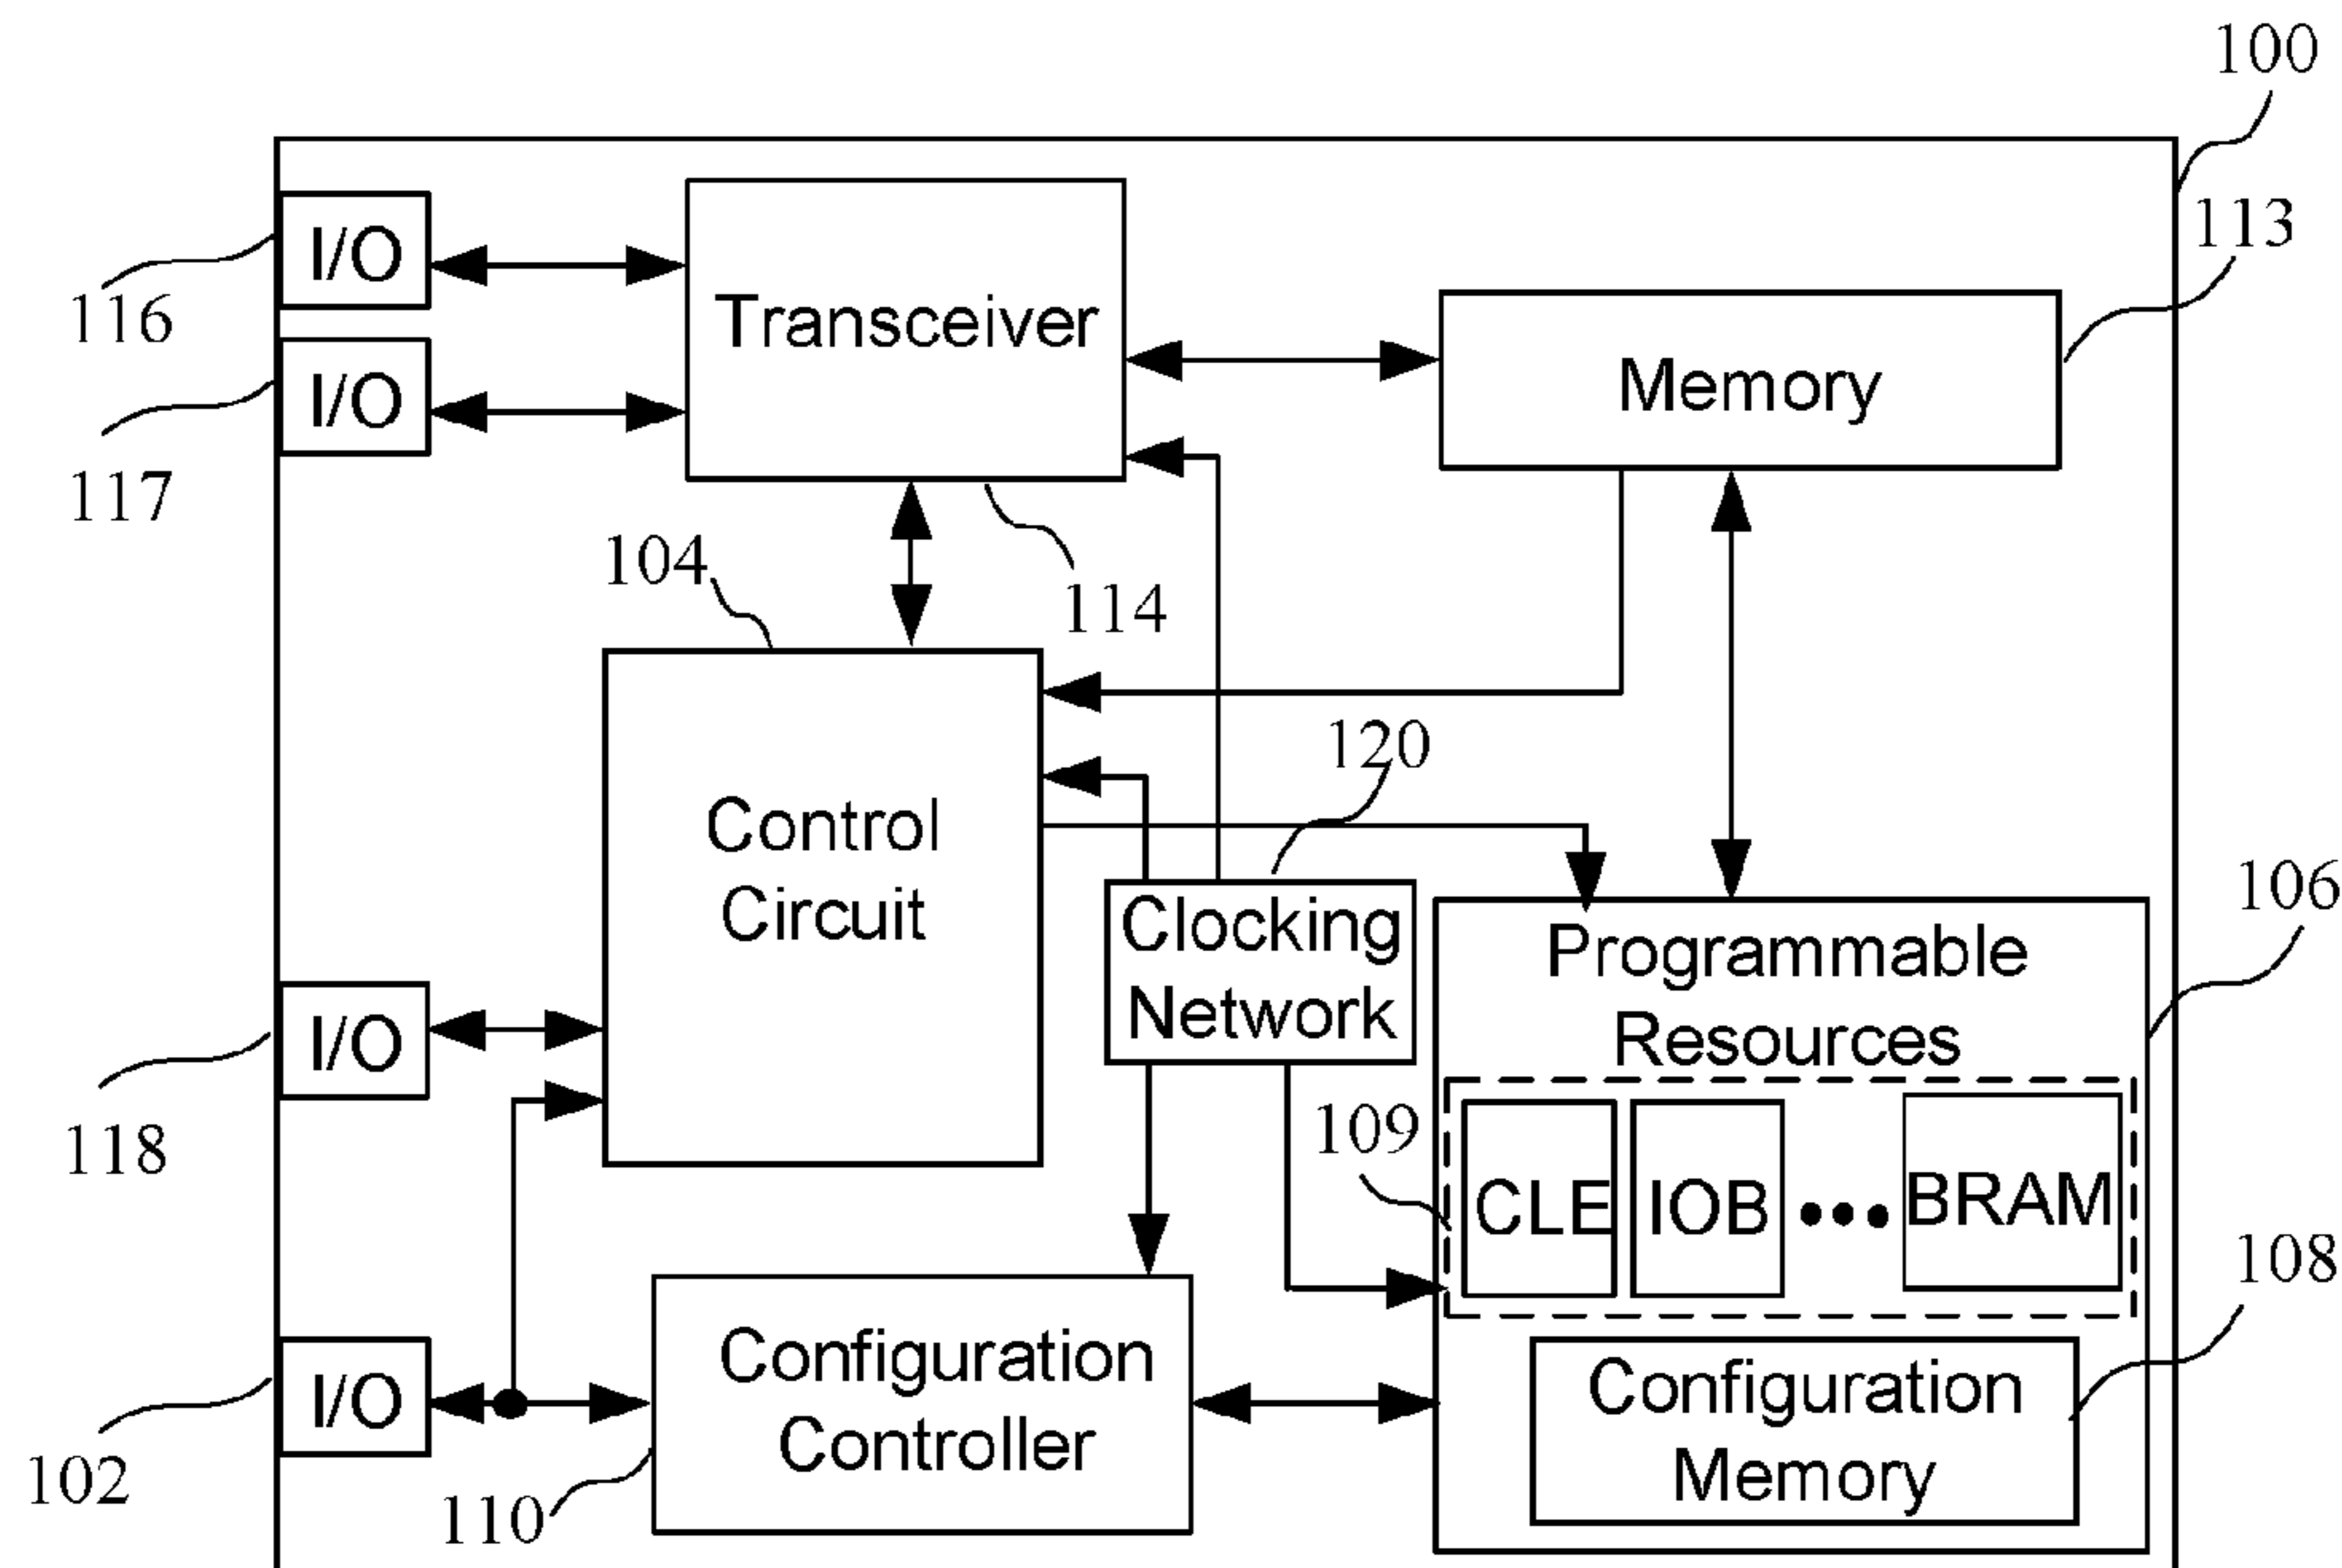 100
113
I/O
116
Transceiver
Memory
I/O
117
104
114
120
Control
Circuit
Clocking
Network
106
Programmable
Resources
I/O
118
109
CLE
IOB
•••
BRAM
108
I/O
102
Configuration
Controller
110
Configuration
Memory